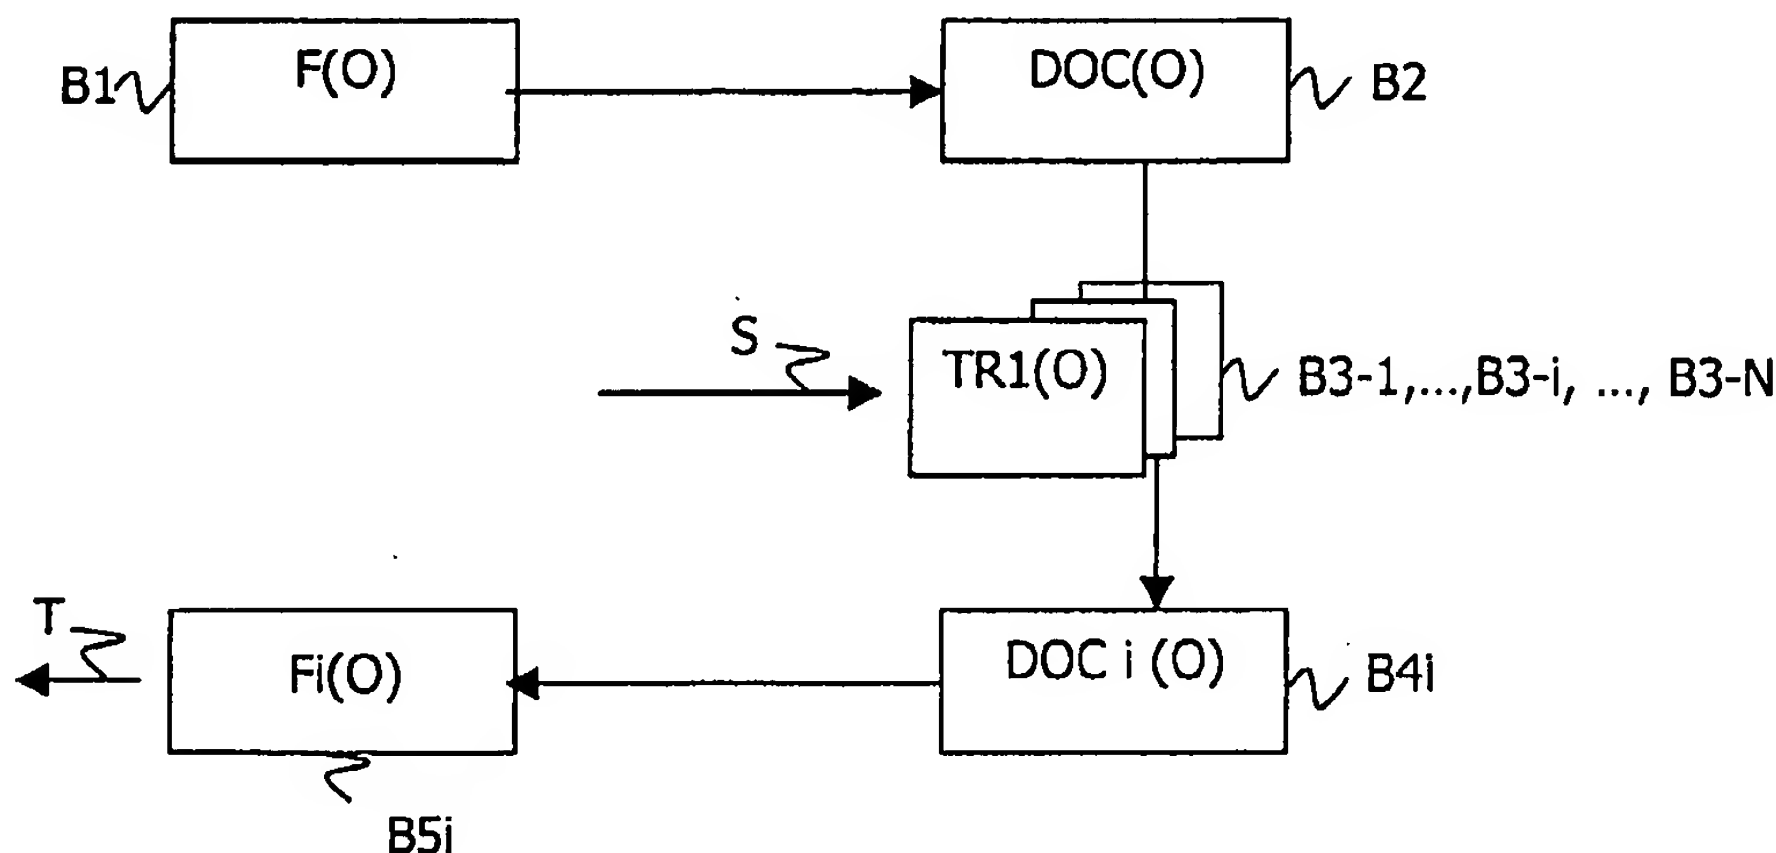 B1
F(O)
DOC(O)
B2
S
TR1(O)
B3-1,...,B3-i, ..., B3-N
T
Fi(O)
DOC i (O)
B4i
B5i